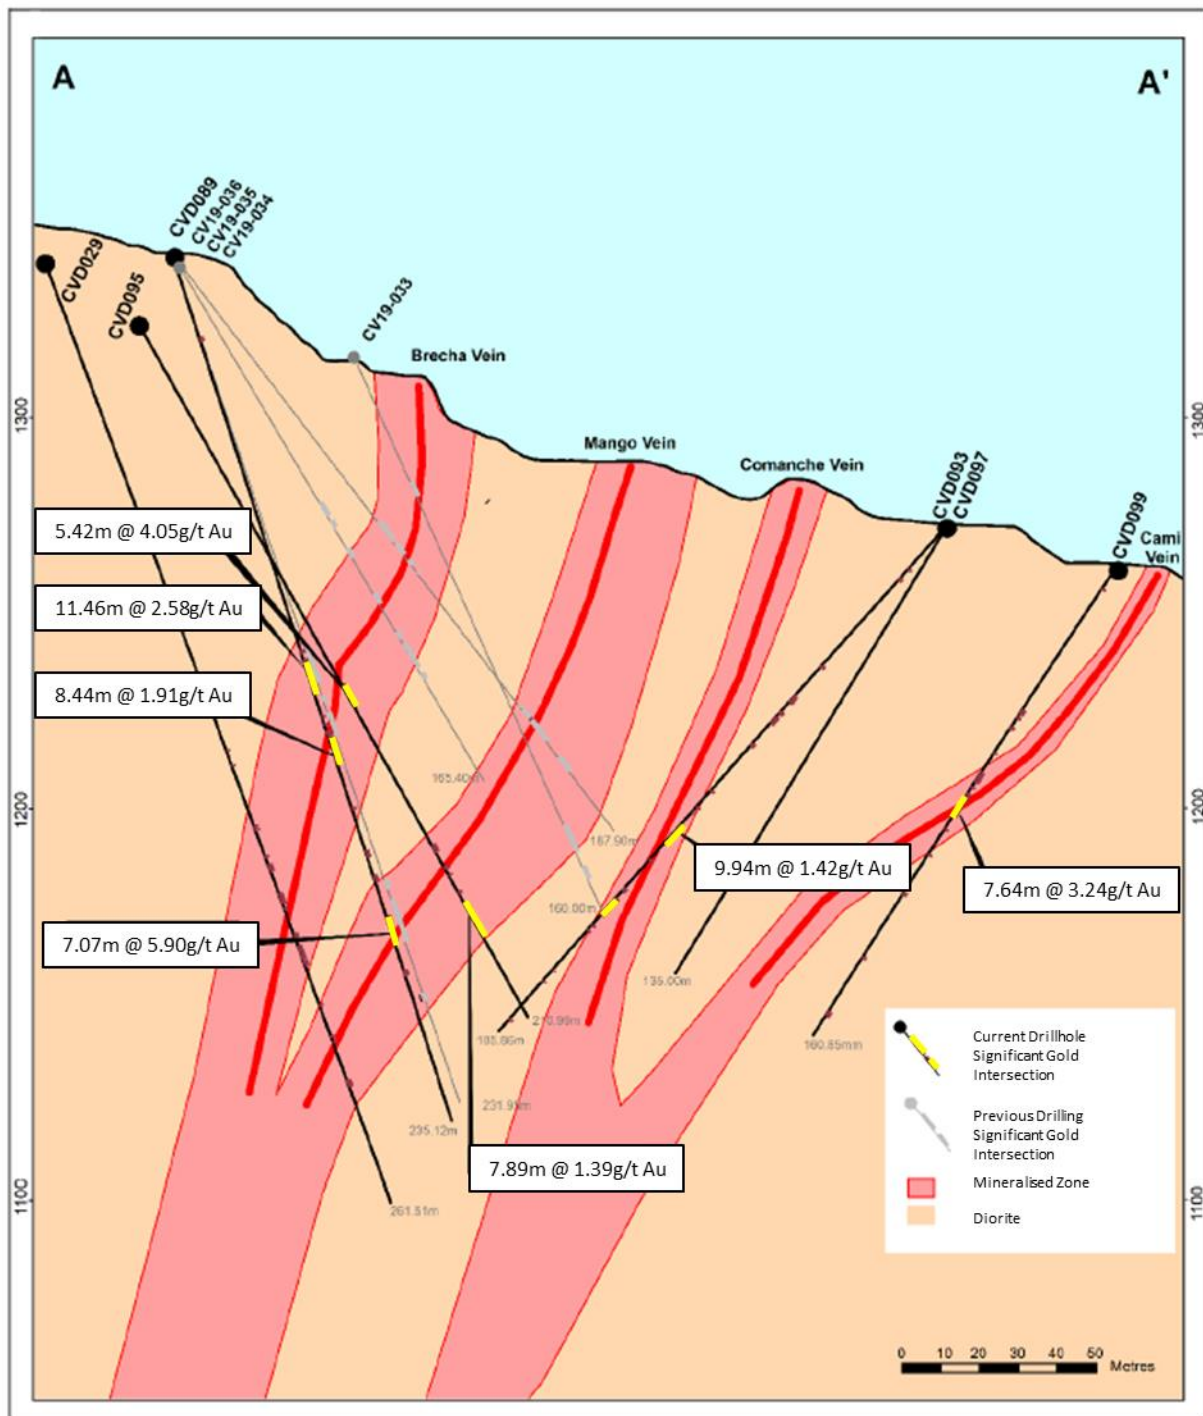 A
A'
CVD089
CV19-036
CV19-035
CV19-034
CVD029
CVD095
CV19-033
Brecha Vein
1300
1300
Mango Vein
Comanche Vein
CVD093
CVD097
CVD099
Cami
Vein
5.42m @ 4.05g/t Au
11.46m @ 2.58g/t Au
8.44m @ 1.91g/t Au
165.40m
1200
1200
187.90m
9.94m @ 1.42g/t Au
7.64m @ 3.24g/t Au
160.00m
7.07m @ 5.90g/t Au
135.00m
210.99m
160.85mm
231.95m
235.12m
7.89m @ 1.39g/t Au
1100
1100
261.51m
Current Drillhole
Significant Gold
Intersection
Previous Drilling
Significant Gold
Intersection
Mineralised Zone
Diorite
0 10 20 30 40 50
Metres